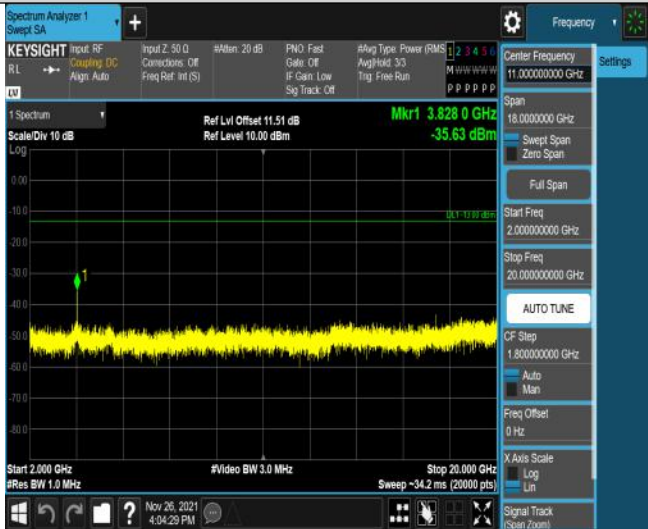 Spectrum Analyzer 1
Swept SA
Frequency
KEYSIGHT
RL
LV
Input: RF
Coupling: DC
Align: Auto
Input Z: 50 Ω
Corrections: Off
Freq Ref: Int (S)
#Atten: 20 dB
PNO: Fast
Gate: Off
IF Gain: Low
Sig Track: Off
#Avg Type: Power (RMS
Avg|Hold: 3/3
Trig: Free Run
1 2 3 4 5 6
M W W W W W
P P P P P P
Center Frequency
11.000000000 GHz
Settings
Span
18.0000000 GHz
Swept Span
Zero Span
Full Span
Start Freq
2.000000000 GHz
Stop Freq
20.000000000 GHz
AUTO TUNE
CF Step
1.800000000 GHz
Auto
Man
Freq Offset
0 Hz
X Axis Scale
Log
Lin
Signal Track
(Span Zoom)
1 Spectrum
Scale/Div 10 dB
Log
Ref Lvl Offset 11.51 dB
Ref Level 10.00 dBm
Mkr1 3.828 0 GHz
-35.63 dBm
0.00
-10.0
DL1 -13.00 dBm
-20.0
-30.0
1
-40.0
-50.0
-60.0
-70.0
-80.0
Start 2.000 GHz
#Res BW 1.0 MHz
#Video BW 3.0 MHz
Stop 20.000 GHz
Sweep ~34.2 ms (20000 pts)
?
Nov 26, 2021
4:04:29 PM